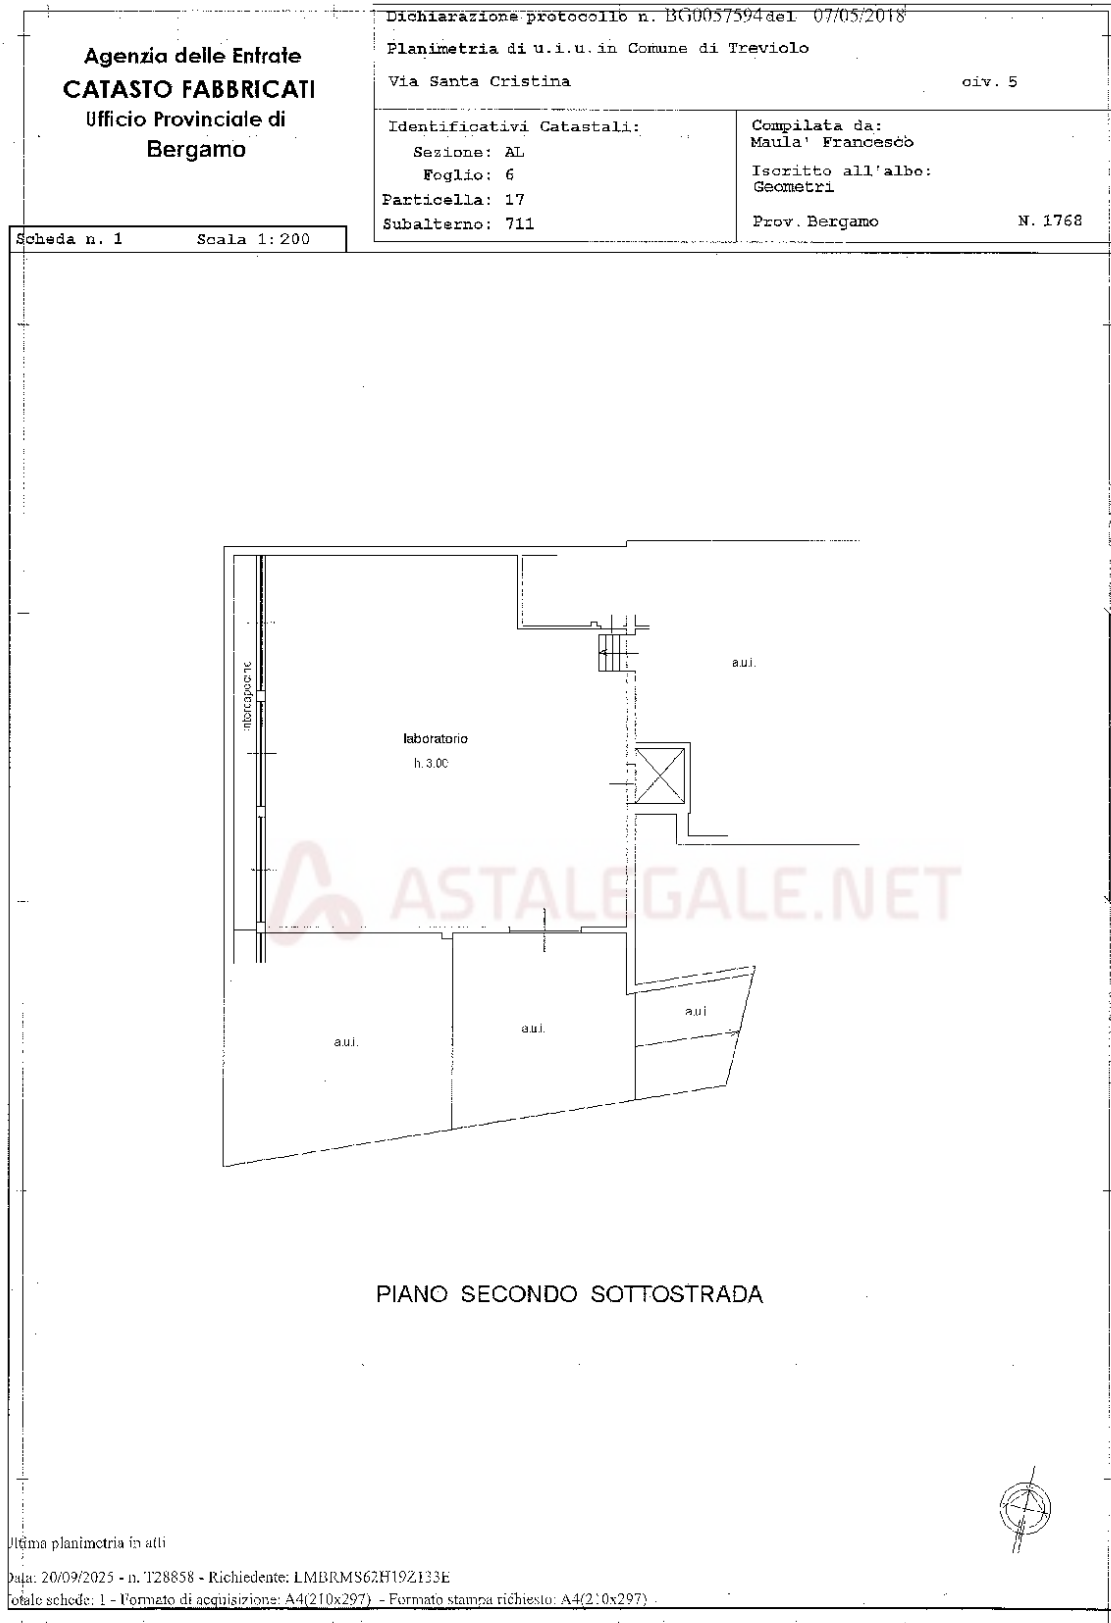 Dichiarazione protocollo n. BG0057594 del 07/05/2018
Agenzia delle Entrate
CATASTO FABBRICATI
Ufficio Provinciale di
Bergamo
Planimetria di u.i.u. in Comune di Treviolo
Via Santa Cristina civ. 5
Identificativi Catastali:
Sezione: AL
Foglio: 6
Particella: 17
Subalterno: 711
Compilata da:
Maula' Francesco
Iscritto all'albo:
Geometri
Prov. Bergamo N. 1768
Scheda n. 1 Scala 1:200
intercapedine
a.u.i.
laboratorio
h. 3.00
ASTALEGALE.NET
a.u.i.
a.u.i.
a.u.i.
PIANO SECONDO SOTTOSTRADA
Ultima planimetria in atti
Data: 20/09/2025 - n. T28858 - Richiedente: LMBRMS62H19Z133E
Totale schede: 1 - Formato di acquisizione: A4(210x297) - Formato stampa richiesto: A4(210x297)